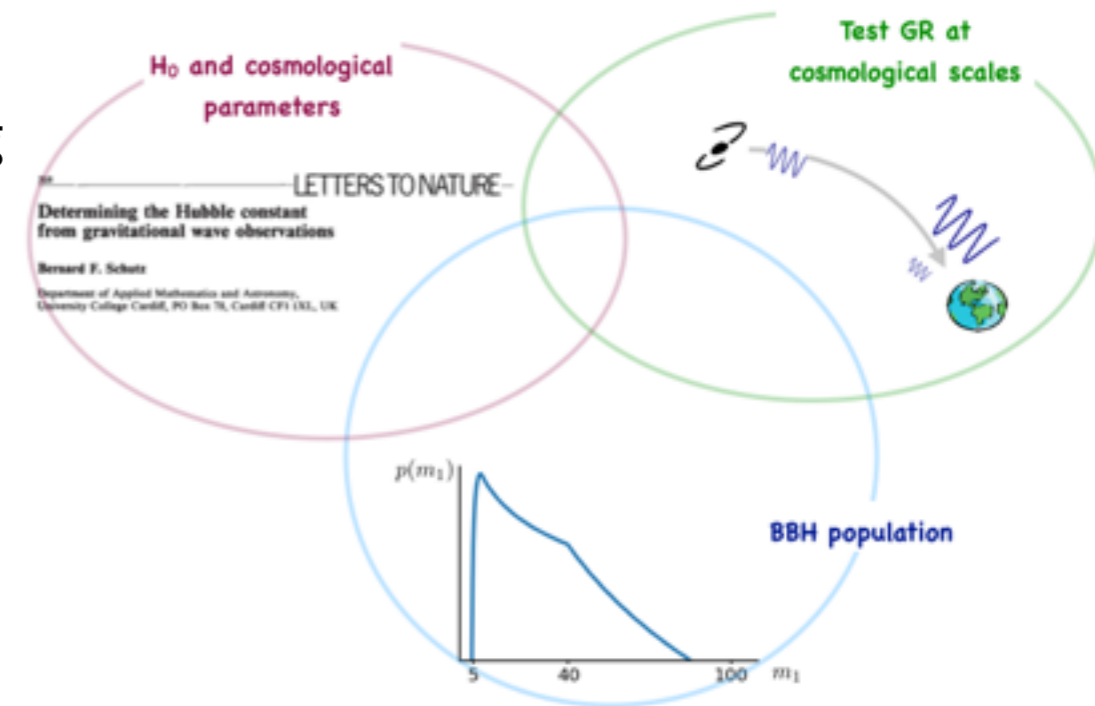 H₀ and cosmological
parameters
LETTERS TO NATURE
Determining the Hubble constant
from gravitational wave observations
Bernard F. Schutz
Department of Applied Mathematics and Astronomy,
University College Cardiff, PO Box 78, Cardiff CF1 1XL, UK
Test GR at
cosmological scales
p(m₁)
5 40 100 m₁
BBH population